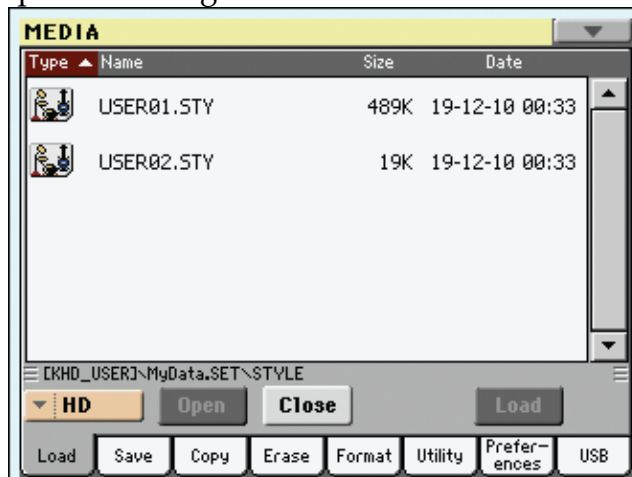 MEDIA
Type Name Size Date
USER01.STY 489K 19-12-10 00:33
USER02.STY 19K 19-12-10 00:33
[KHD_USER]\MyData.SET\STYLE
HD Open Close Load
Load Save Copy Erase Format Utility Prefer-
ences USB